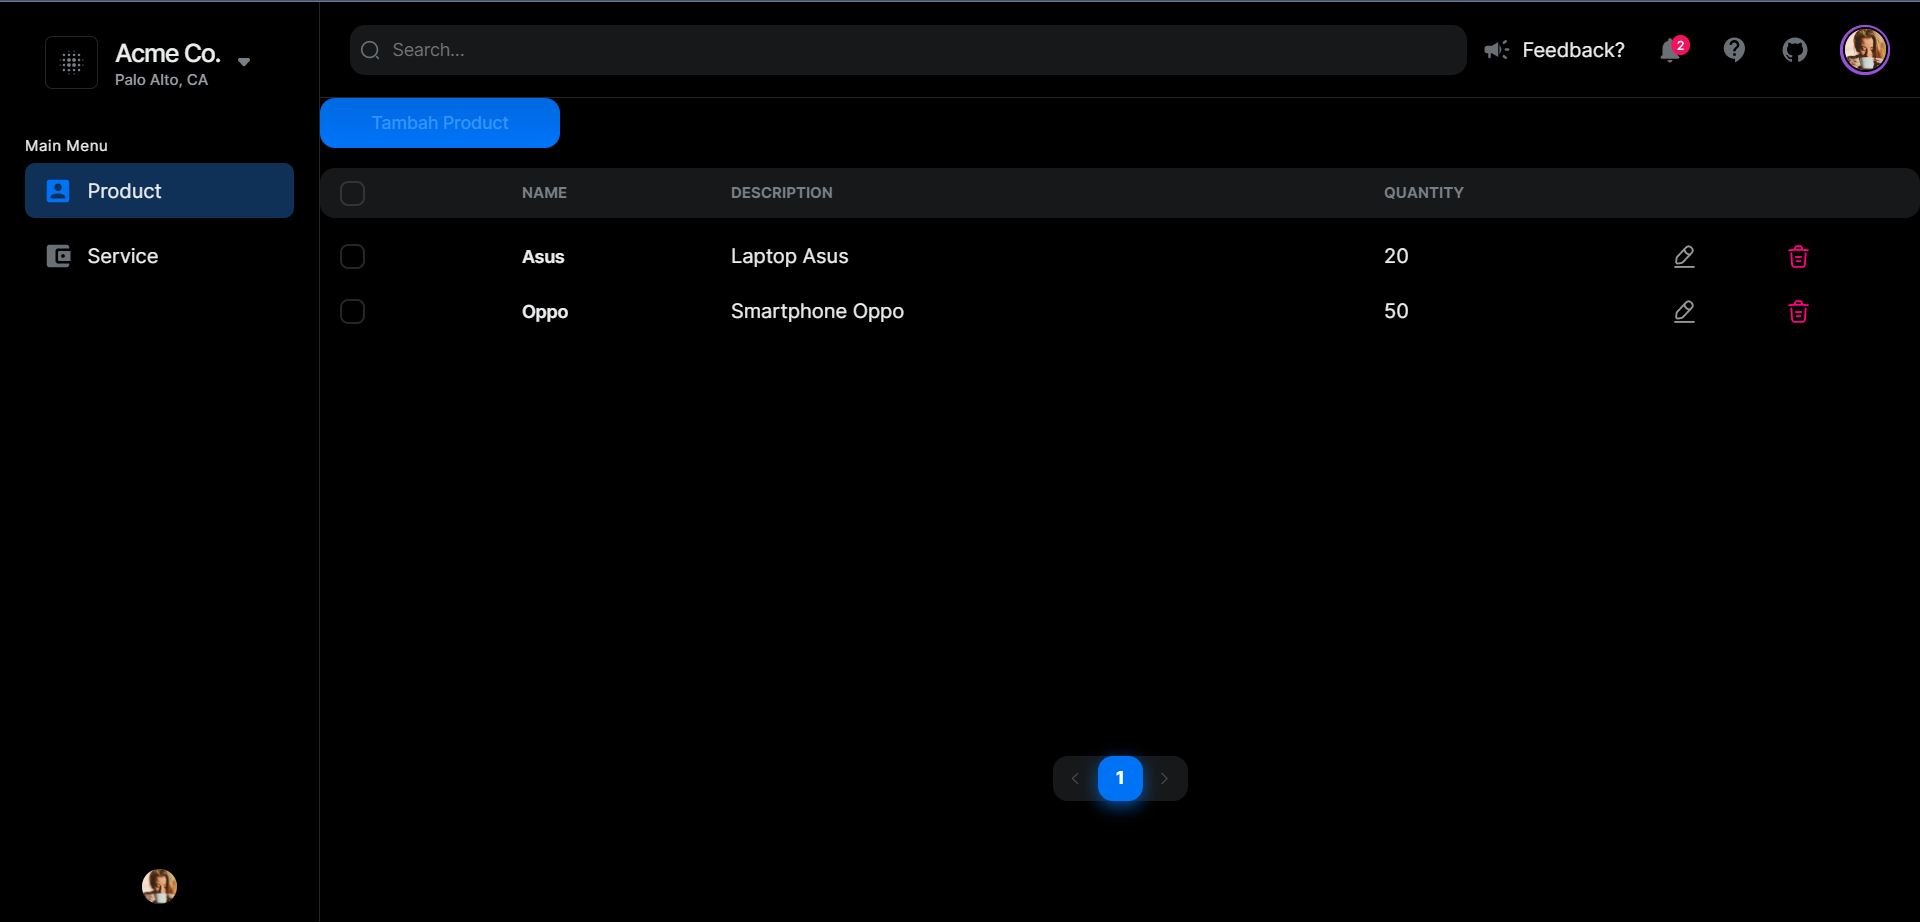 Acme Co.
Palo Alto, CA
Search...
Feedback?
2
Main Menu
Product
Service
Tambah Product
NAME DESCRIPTION QUANTITY
Asus Laptop Asus 20
Oppo Smartphone Oppo 50
1